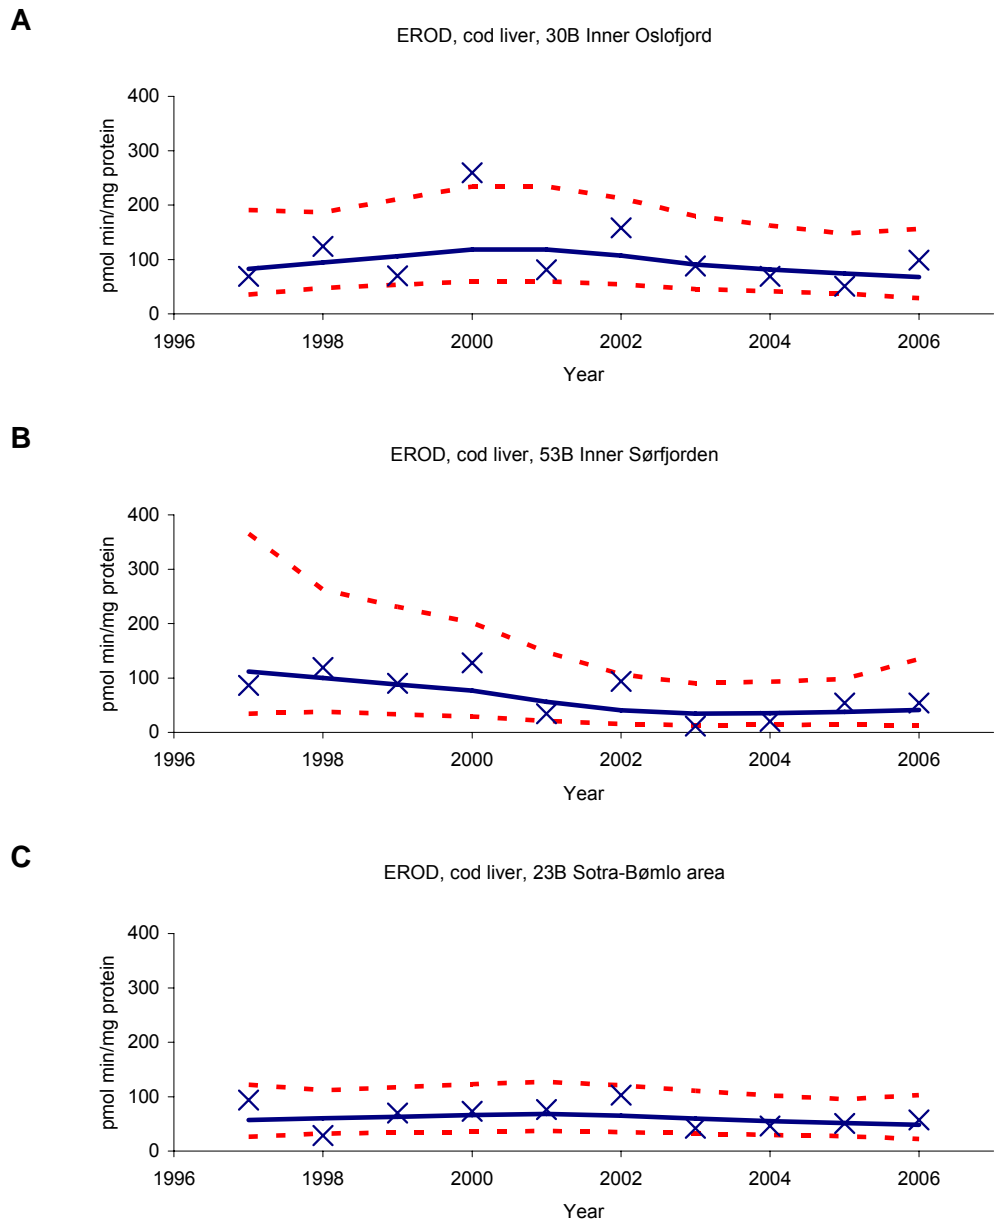 A
EROD, cod liver, 30B Inner Oslofjord
pmol min/mg protein
400
300
200
100
0
1996
1998
2000
2002
2004
2006
Year
B
EROD, cod liver, 53B Inner Sørfjorden
pmol min/mg protein
400
300
200
100
0
1996
1998
2000
2002
2004
2006
Year
C
EROD, cod liver, 23B Sotra-Bømlo area
pmol min/mg protein
400
300
200
100
0
1996
1998
2000
2002
2004
2006
Year